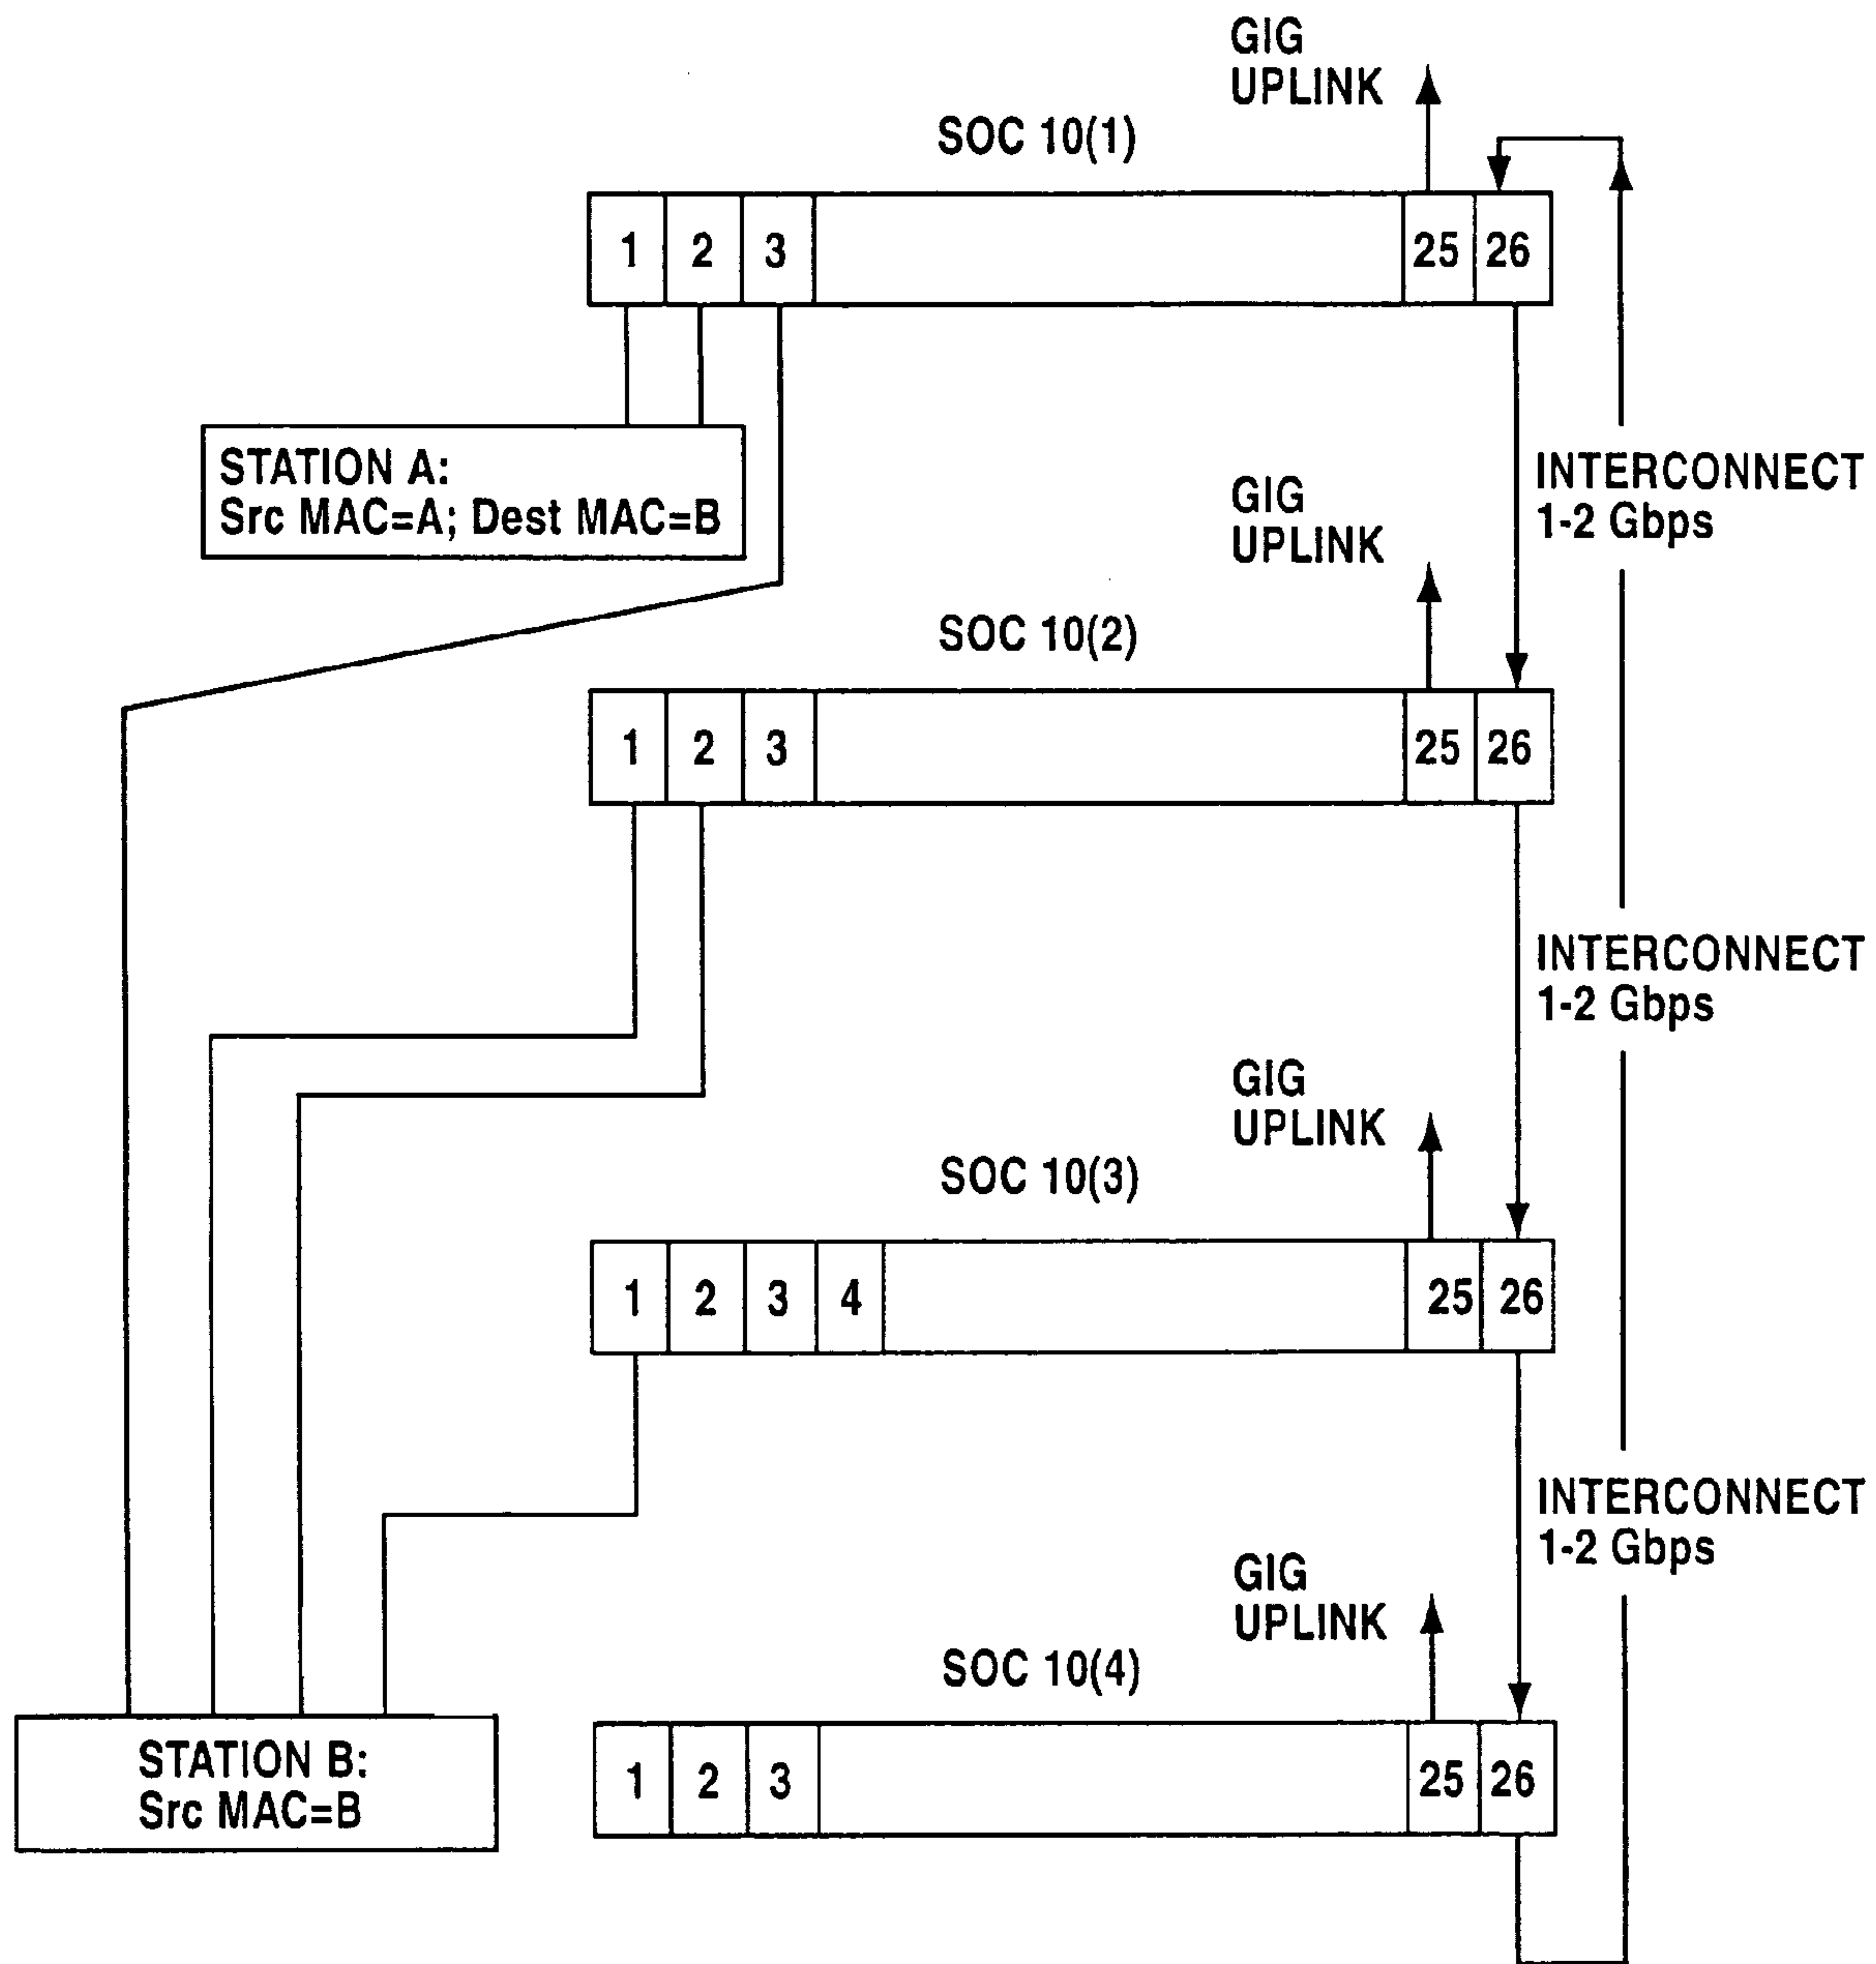 GIG
UPLINK
SOC 10(1)
1 2 3 25 26
STATION A:
Src MAC=A; Dest MAC=B
INTERCONNECT
1-2 Gbps
GIG
UPLINK
SOC 10(2)
1 2 3 25 26
INTERCONNECT
1-2 Gbps
GIG
UPLINK
SOC 10(3)
1 2 3 4 25 26
INTERCONNECT
1-2 Gbps
GIG
UPLINK
SOC 10(4)
STATION B:
Src MAC=B
1 2 3 25 26